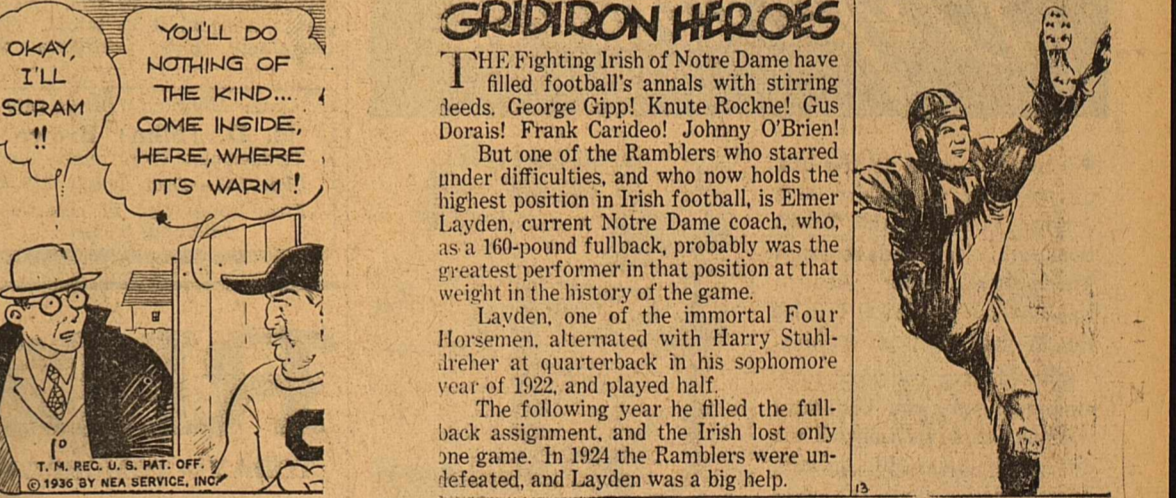 OKAY,
I'LL
SCRAM
!!
YOU'LL DO
NOTHING OF
THE KIND...
COME INSIDE,
HERE, WHERE
IT'S WARM!
C
T. M. REG. U. S. PAT. OFF.
© 1936 BY NEA SERVICE, INC.
GRIDIRON HEROES
THE Fighting Irish of Notre Dame have
filled football's annals with stirring
deeds. George Gipp! Knute Rockne! Gus
Dorais! Frank Carideo! Johnny O'Brien!
But one of the Ramblers who starred
under difficulties, and who now holds the
highest position in Irish football, is Elmer
Layden, current Notre Dame coach, who,
as a 160-pound fullback, probably was the
greatest performer in that position at that
weight in the history of the game.
Layden, one of the immortal Four
Horsemen, alternated with Harry Stuhl-
dreher at quarterback in his sophomore
year of 1922, and played half.
The following year he filled the full-
back assignment, and the Irish lost only
one game. In 1924 the Ramblers were un-
defeated, and Layden was a big help.
13